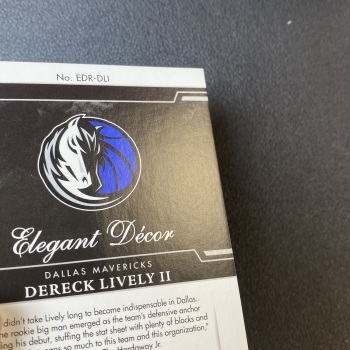 No. EDR-DLI
Elegant Décor
DALLAS MAVERICKS
DERECK LIVELY II
didn't take Lively long to become indispensable in Dallas.
rookie big man emerged as the team's defensive anchor
his debut, stuffing the stat sheet with plenty of blocks and
so much to this team and this organization,"
Hardaway Jr.